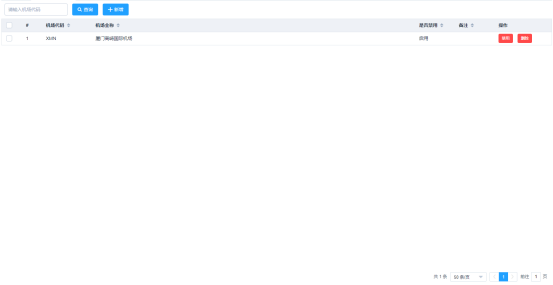 请输入机场代码 查询 新增
# 机场代码 机场全称 是否禁用 备注 操作
1 XMN 厦门高崎国际机场 启用 禁用 删除
共 1 条 50 条/页 1 前往 1 页